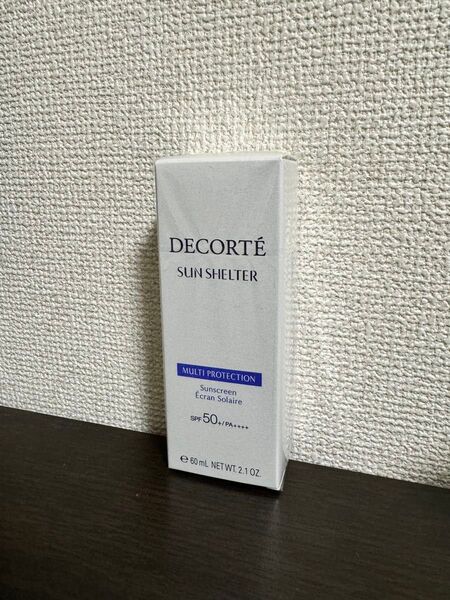 DECORTÉ
SUN SHELTER
MULTI PROTECTION
Sunscreen
Écran Solaire
SPF50+/PA++++
℮ 60 mL NET WT. 2.1 OZ.